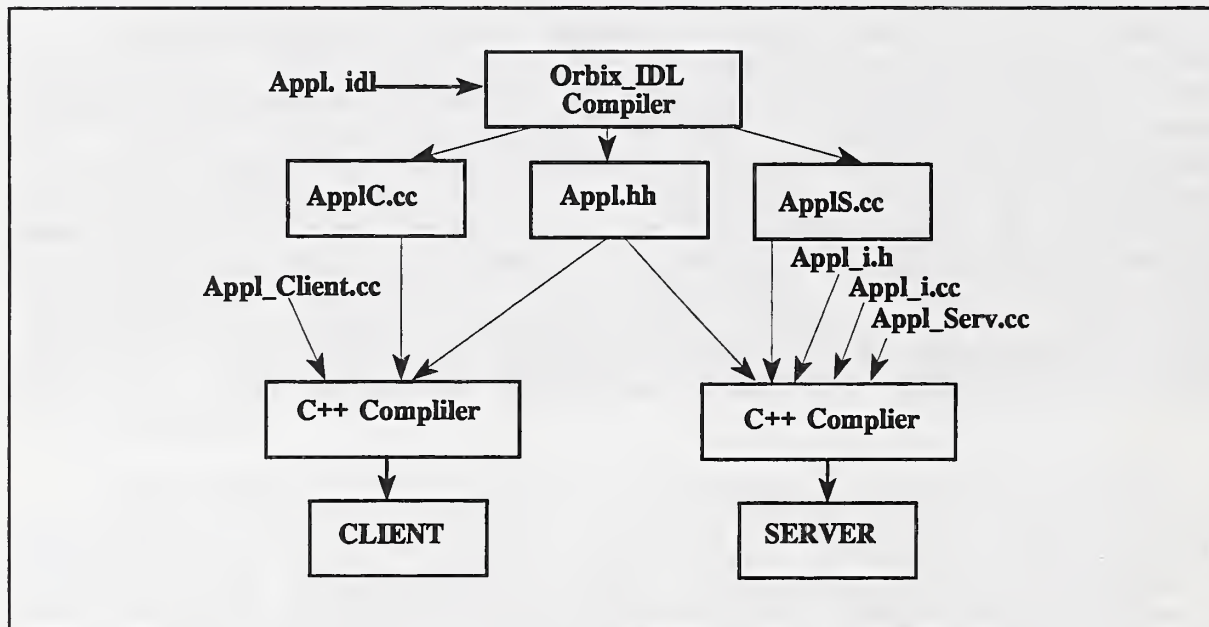 Appl. idl
Orbix_IDL
Compiler
ApplC.cc
Appl.hh
ApplS.cc
Appl_i.h
Appl_Client.cc
Appl_i.cc
Appl_Serv.cc
C++ Compliler
C++ Complier
CLIENT
SERVER